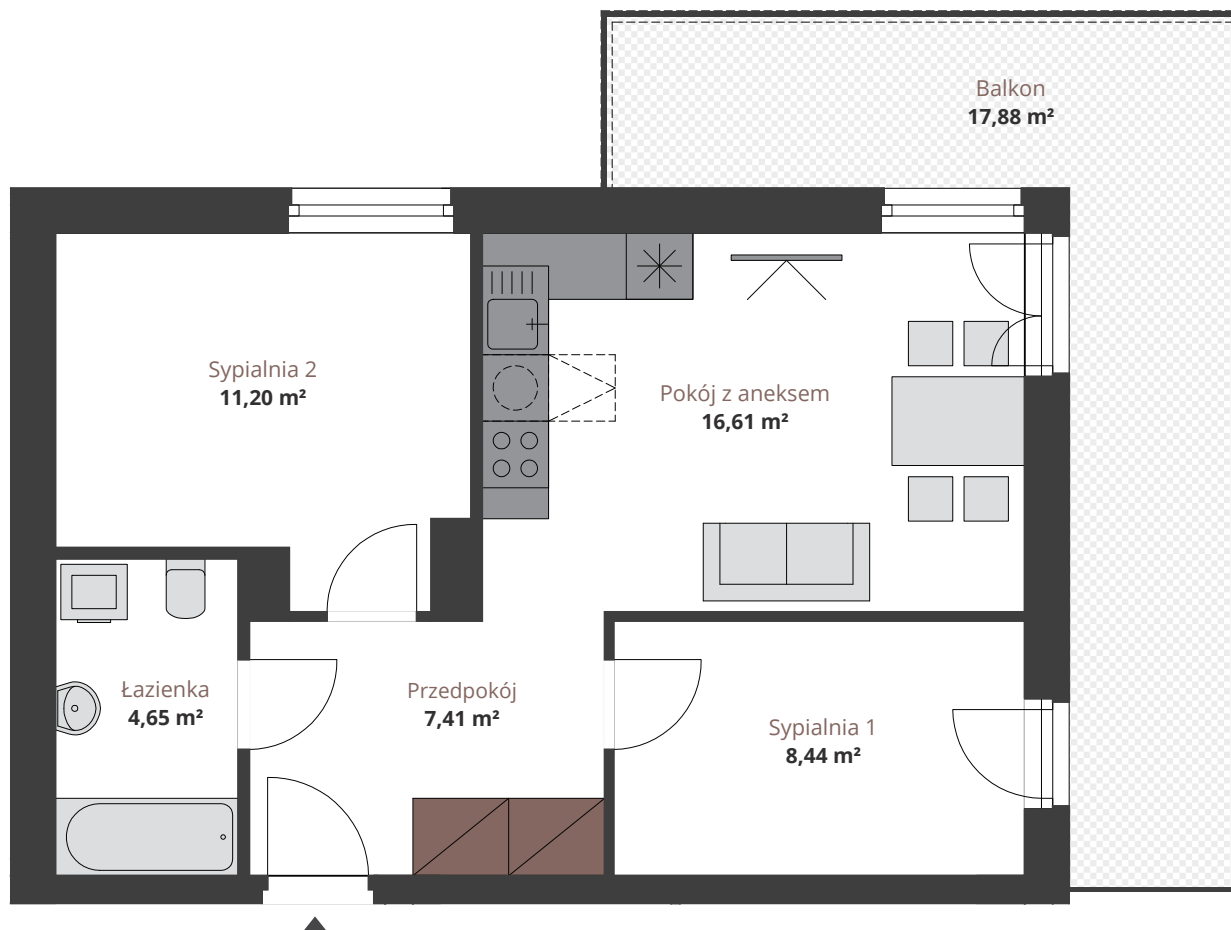 Balkon
17,88 m²
Sypialnia 2
11,20 m²
Pokój z aneksem
16,61 m²
Łazienka
4,65 m²
Przedpokój
7,41 m²
Sypialnia 1
8,44 m²